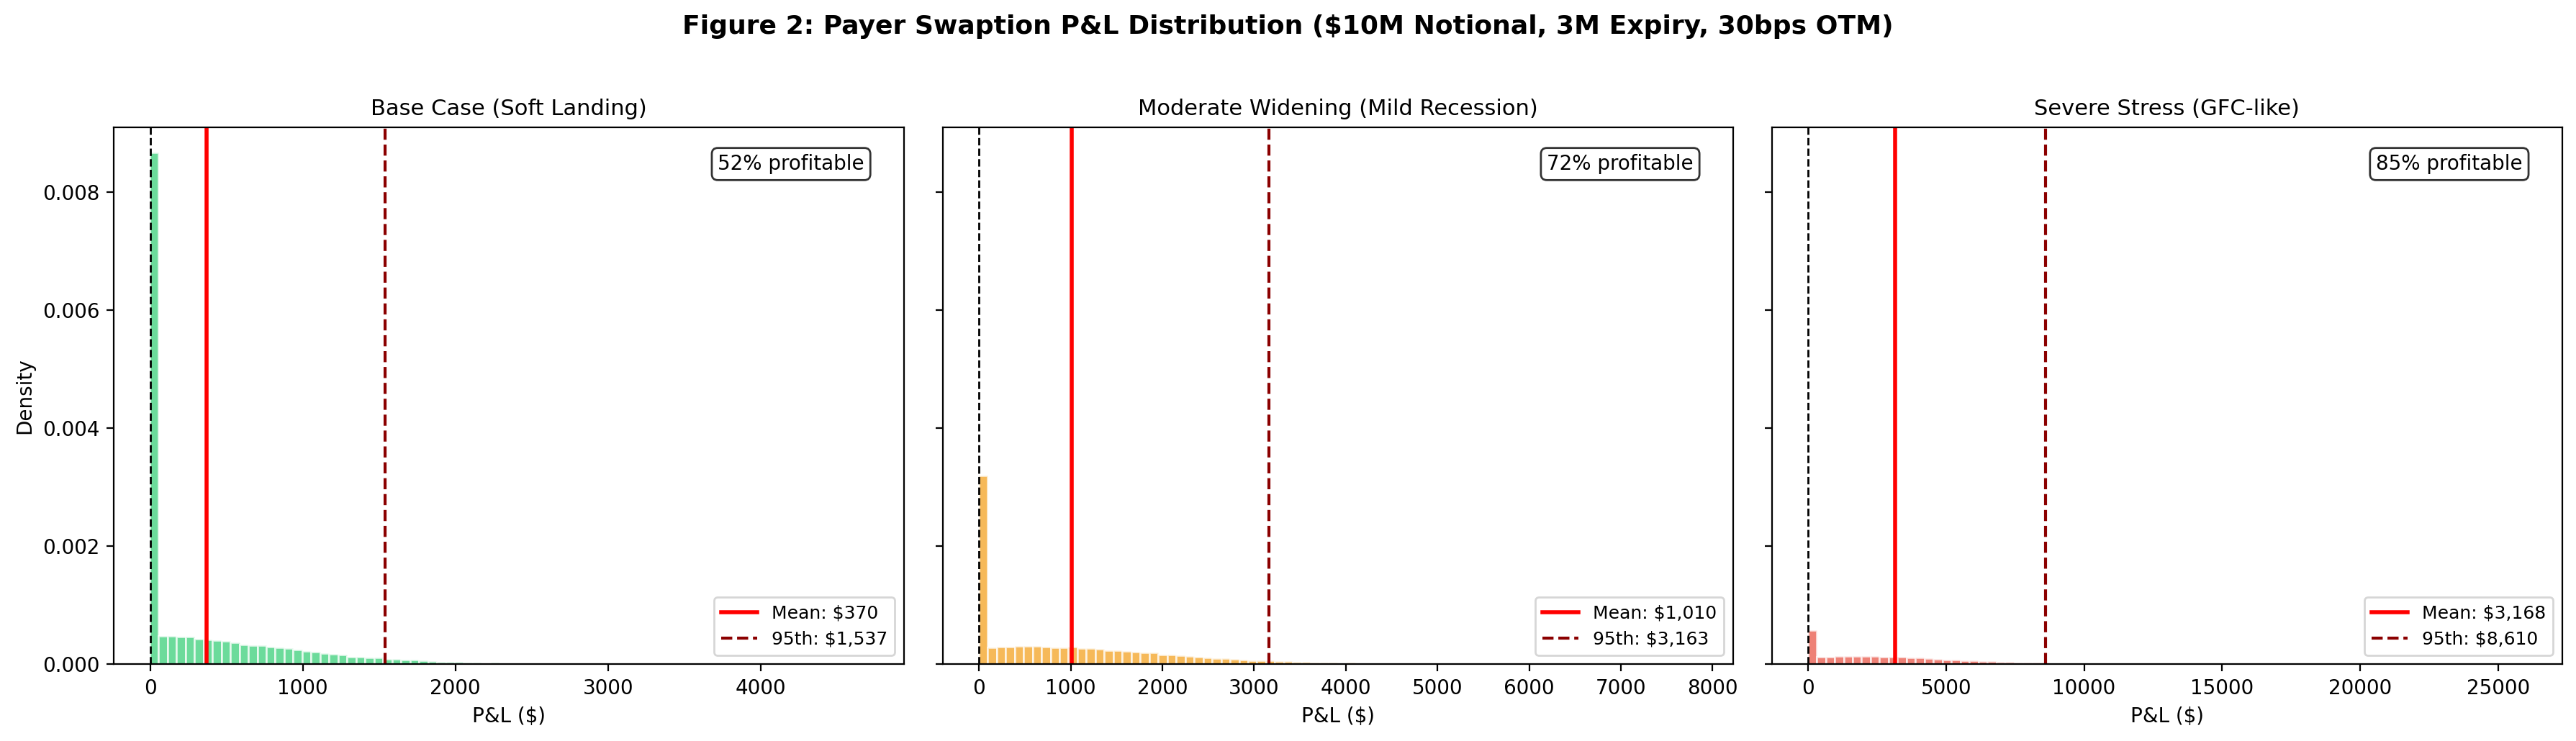 Figure 2: Payer Swaption P&L Distribution ($10M Notional, 3M Expiry, 30bps OTM)
Base Case (Soft Landing)
52% profitable
Density
0.008
0.006
0.004
0.002
0.000
Mean: $370
95th: $1,537
0 1000 2000 3000 4000
P&L ($)
Moderate Widening (Mild Recession)
72% profitable
Mean: $1,010
95th: $3,163
0 1000 2000 3000 4000 5000 6000 7000 8000
P&L ($)
Severe Stress (GFC-like)
85% profitable
Mean: $3,168
95th: $8,610
0 5000 10000 15000 20000 25000
P&L ($)